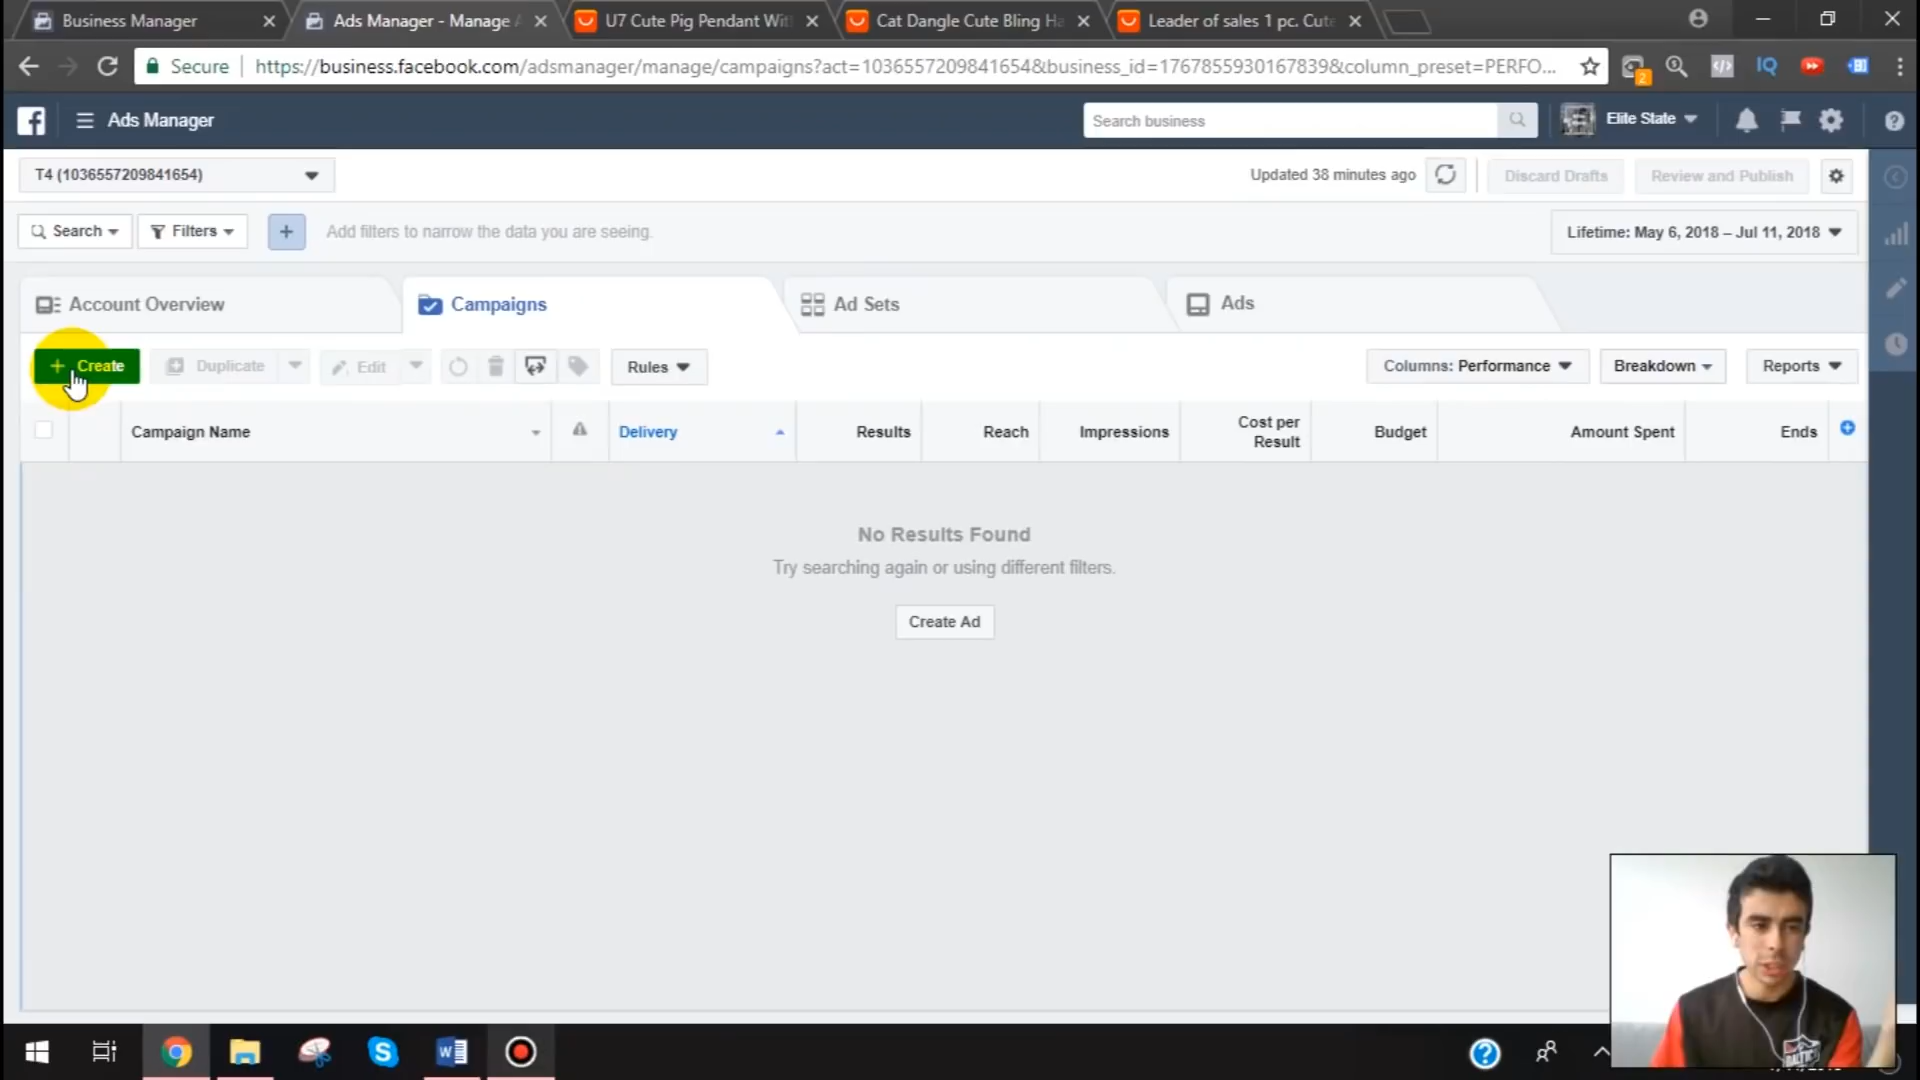 Business Manager
Ads Manager - Manage A
U7 Cute Pig Pendant Wit
Cat Dangle Cute Bling Ha
Leader of sales 1 pc. Cute
Secure
https://business.facebook.com/adsmanager/manage/campaigns?act=1036557209841654&business_id=1767855930167839&column_preset=PERFO...
2
IQ
Ads Manager
Search business
Elite State
T4 (1036557209841654)
Updated 38 minutes ago
Discard Drafts
Review and Publish
Search
Filters
Add filters to narrow the data you are seeing.
Lifetime: May 6, 2018 – Jul 11, 2018
Account Overview
Campaigns
Ad Sets
Ads
+ Create
Duplicate
Edit
Rules
Columns: Performance
Breakdown
Reports
Campaign Name
Delivery
Results
Reach
Impressions
Cost per Result
Budget
Amount Spent
Ends
No Results Found
Try searching again or using different filters.
Create Ad